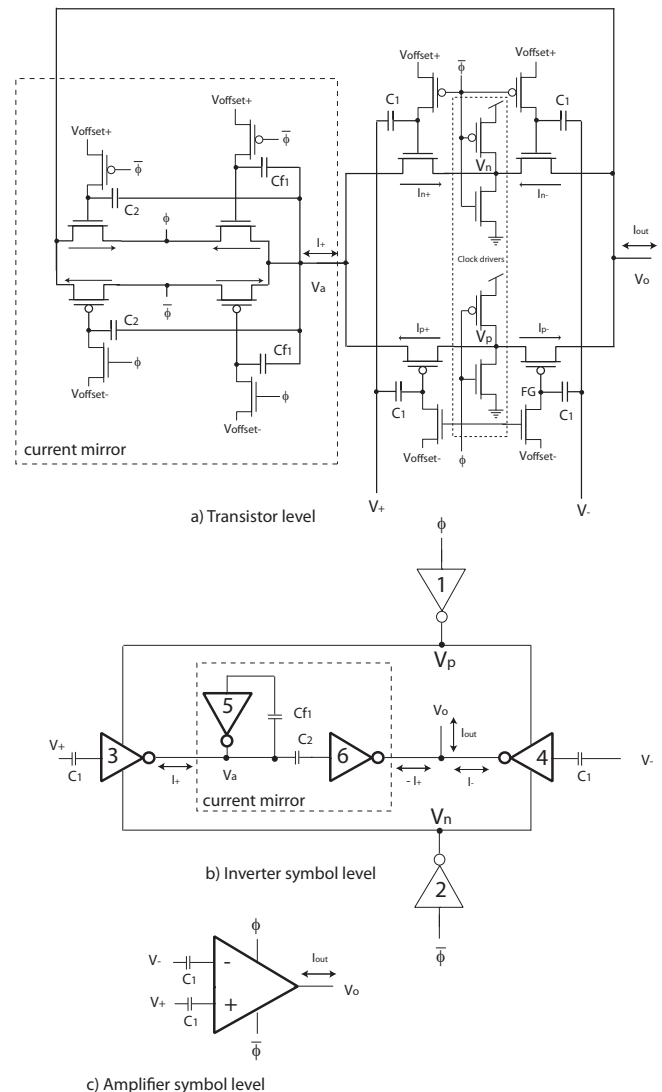 Voffset+
Voffset+
ϕ̄
Voffset+
C1
C1
Voffset+
ϕ̄
Voffset+
ϕ̄
Cf1
C2
Vn
In+
In-
ϕ
I+
Iout
Va
Vo
Clock drivers
ϕ̄
C2
Ip+
Vp
Ip-
Cf1
ϕ
Voffset-
ϕ
C1
FG
C1
Voffset-
Voffset-
Voffset-
current mirror
ϕ
V+
V-
a) Transistor level
ϕ
1
Vp
5
Cf1
Vo
Iout
V+
3
C2
6
4
V-
C1
I+
Va
- I+
I-
C1
current mirror
Vn
b) Inverter symbol level
2
ϕ̄
ϕ
V-
C1
-
Iout
V+
C1
+
Vo
ϕ̄
c) Amplifier symbol level